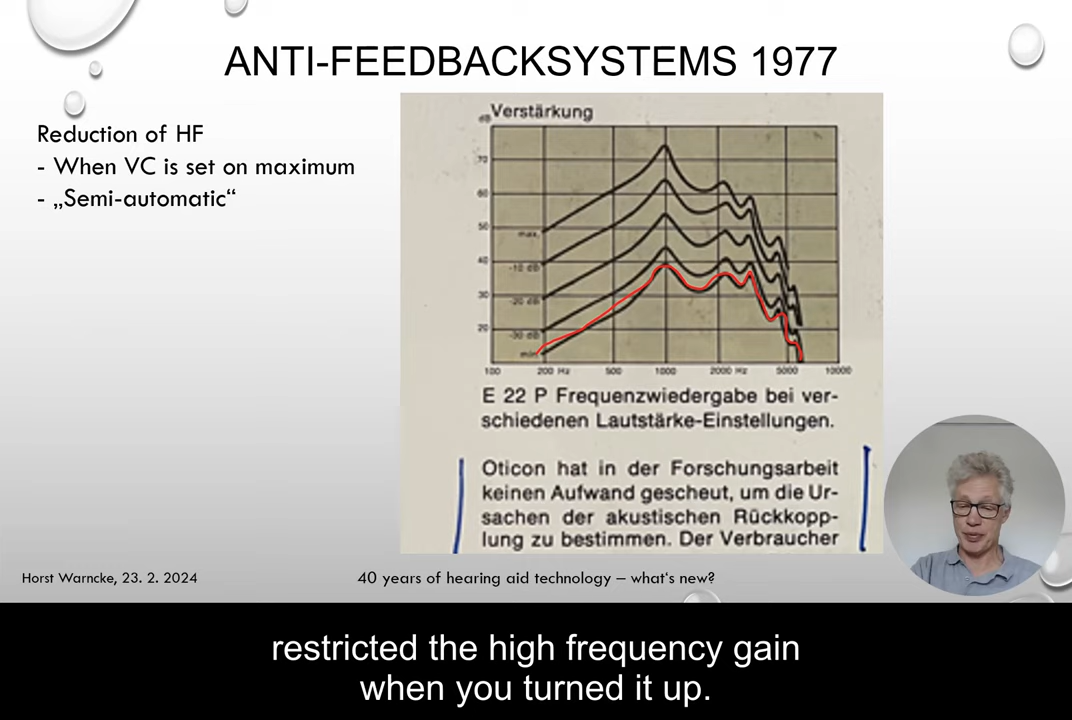 ANTI-FEEDBACKSYSTEMS 1977
Reduction of HF
- When VC is set on maximum
- „Semi-automatic“
dB Verstärkung
70
60
50
40
30
20
max.
-10 dB
-20 dB
-30 dB
min.
100 200 Hz 500 1000 2000 Hz 5000 10000
E 22 P Frequenzwiedergabe bei ver-
schiedenen Lautstärke-Einstellungen.
Oticon hat in der Forschungsarbeit
keinen Aufwand gescheut, um die Ur-
sachen der akustischen Rückkopp-
lung zu bestimmen. Der Verbraucher
Horst Warncke, 23. 2. 2024
40 years of hearing aid technology – what's new?
restricted the high frequency gain
when you turned it up.